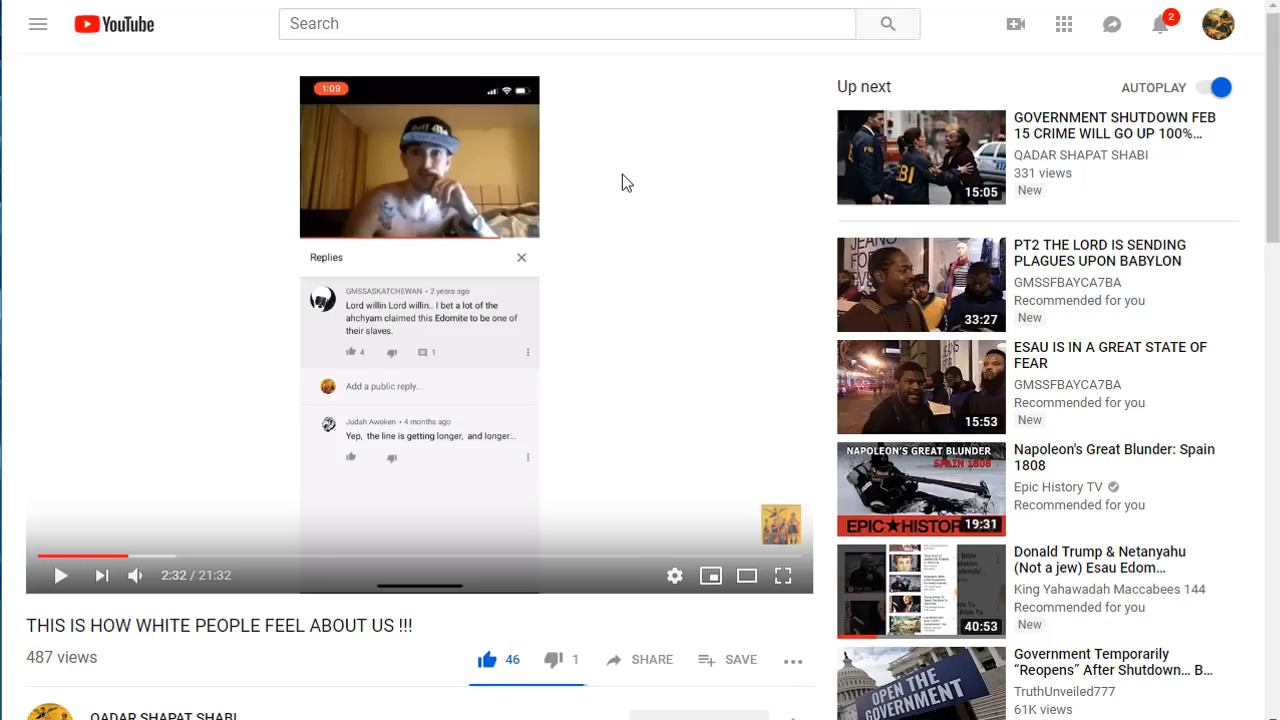 YouTube
Search
2
1:09
Replies
GMSSASKATCHEWAN • 2 years ago
Lord willin Lord willin.. I bet a lot of the
ahchyam claimed this Edomite to be one of
their slaves.
4
1
Add a public reply...
Judah Awoken • 4 months ago
Yep, the line is getting longer, and longer...
2:32 / 21:32
THIS IS HOW WHITE PEOPLE FEEL ABOUT US!!!!
487 views
46
1
SHARE
SAVE
QADAR SHAPAT SHABI
Up next
AUTOPLAY
FBI
15:05
GOVERNMENT SHUTDOWN FEB
15 CRIME WILL GO UP 100%...
QADAR SHAPAT SHABI
331 views
New
JEANS
FOR
33:27
PT2 THE LORD IS SENDING
PLAGUES UPON BABYLON
GMSSFBAYCA7BA
Recommended for you
New
15:53
ESAU IS IN A GREAT STATE OF
FEAR
GMSSFBAYCA7BA
Recommended for you
New
NAPOLEON'S GREAT BLUNDER
SPAIN 1808
EPIC HISTOR
19:31
Napoleon's Great Blunder: Spain
1808
Epic History TV
Recommended for you
40:53
Donald Trump & Netanyahu
(Not a jew) Esau Edom...
King Yahawadah Maccabees 144
Recommended for you
New
OPEN THE
GOVERNMENT
Government Temporarily
“Reopens” After Shutdown... B...
TruthUnveiled777
61K views